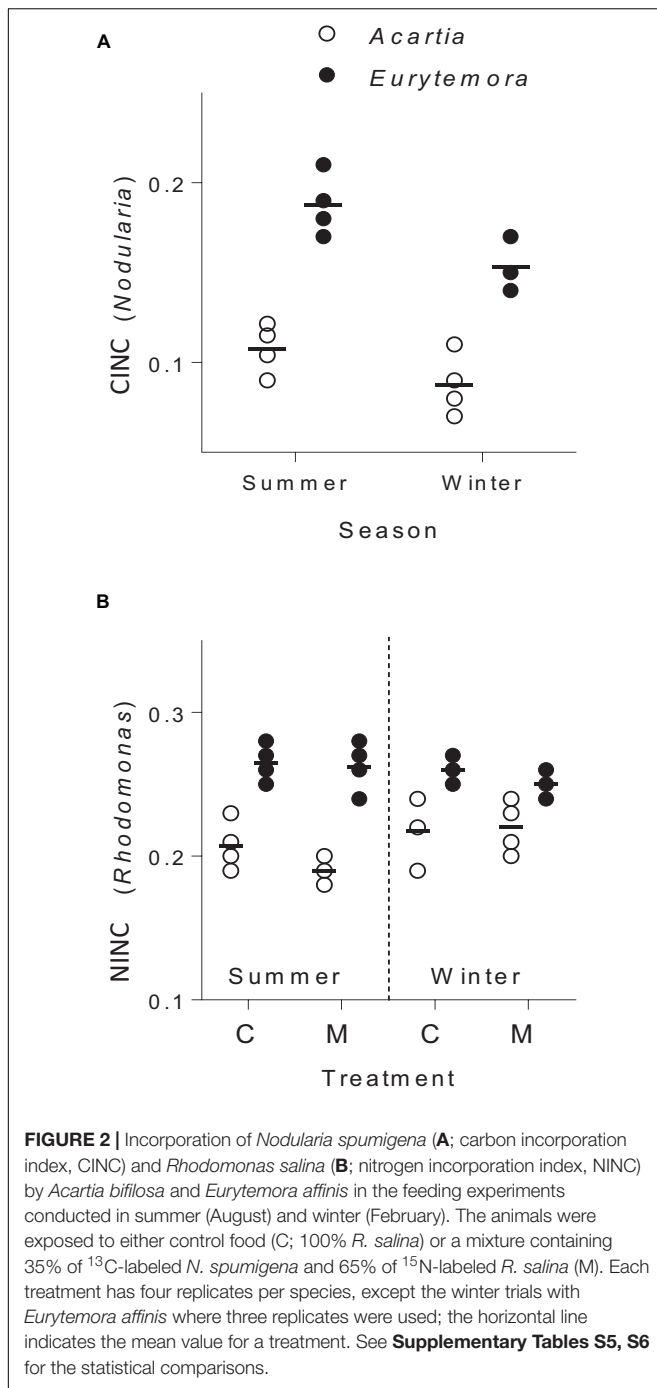 A
Acartia
Eurytemora
CINC (Nodularia)
0.2
0.1
Summer Winter
Season
B
NINC (Rhodomonas)
0.3
0.2
0.1
Summer Winter
C M C M
Treatment
FIGURE 2 | Incorporation of Nodularia spumigena (A; carbon incorporation
index, CINC) and Rhodomonas salina (B; nitrogen incorporation index, NINC)
by Acartia bifilosa and Eurytemora affinis in the feeding experiments
conducted in summer (August) and winter (February). The animals were
exposed to either control food (C; 100% R. salina) or a mixture containing
35% of ¹³C-labeled N. spumigena and 65% of ¹⁵N-labeled R. salina (M). Each
treatment has four replicates per species, except the winter trials with
Eurytemora affinis where three replicates were used; the horizontal line
indicates the mean value for a treatment. See Supplementary Tables S5, S6
for the statistical comparisons.